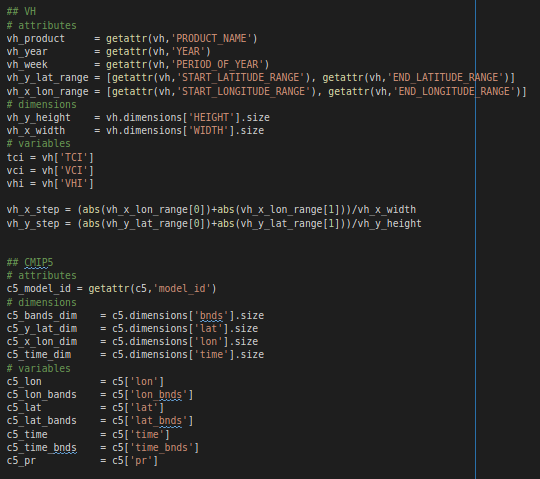 ## VH
# attributes
vh_product     = getattr(vh,'PRODUCT_NAME')
vh_year        = getattr(vh,'YEAR')
vh_week        = getattr(vh,'PERIOD_OF_YEAR')
vh_y_lat_range = [getattr(vh,'START_LATITUDE_RANGE'), getattr(vh,'END_LATITUDE_RANGE')]
vh_x_lon_range = [getattr(vh,'START_LONGITUDE_RANGE'), getattr(vh,'END_LONGITUDE_RANGE')]
# dimensions
vh_y_height    = vh.dimensions['HEIGHT'].size
vh_x_width     = vh.dimensions['WIDTH'].size
# variables
tci = vh['TCI']
vci = vh['VCI']
vhi = vh['VHI']
vh_x_step = (abs(vh_x_lon_range[0])+abs(vh_x_lon_range[1]))/vh_x_width
vh_y_step = (abs(vh_y_lat_range[0])+abs(vh_y_lat_range[1]))/vh_y_height
## CMIP5
# attributes
c5_model_id = getattr(c5,'model_id')
# dimensions
c5_bands_dim    = c5.dimensions['bnds'].size
c5_y_lat_dim    = c5.dimensions['lat'].size
c5_x_lon_dim    = c5.dimensions['lon'].size
c5_time_dim     = c5.dimensions['time'].size
# variables
c5_lon          = c5['lon']
c5_lon_bands    = c5['lon_bnds']
c5_lat          = c5['lat']
c5_lat_bands    = c5['lat_bnds']
c5_time         = c5['time']
c5_time_bnds    = c5['time_bnds']
c5_pr           = c5['pr']